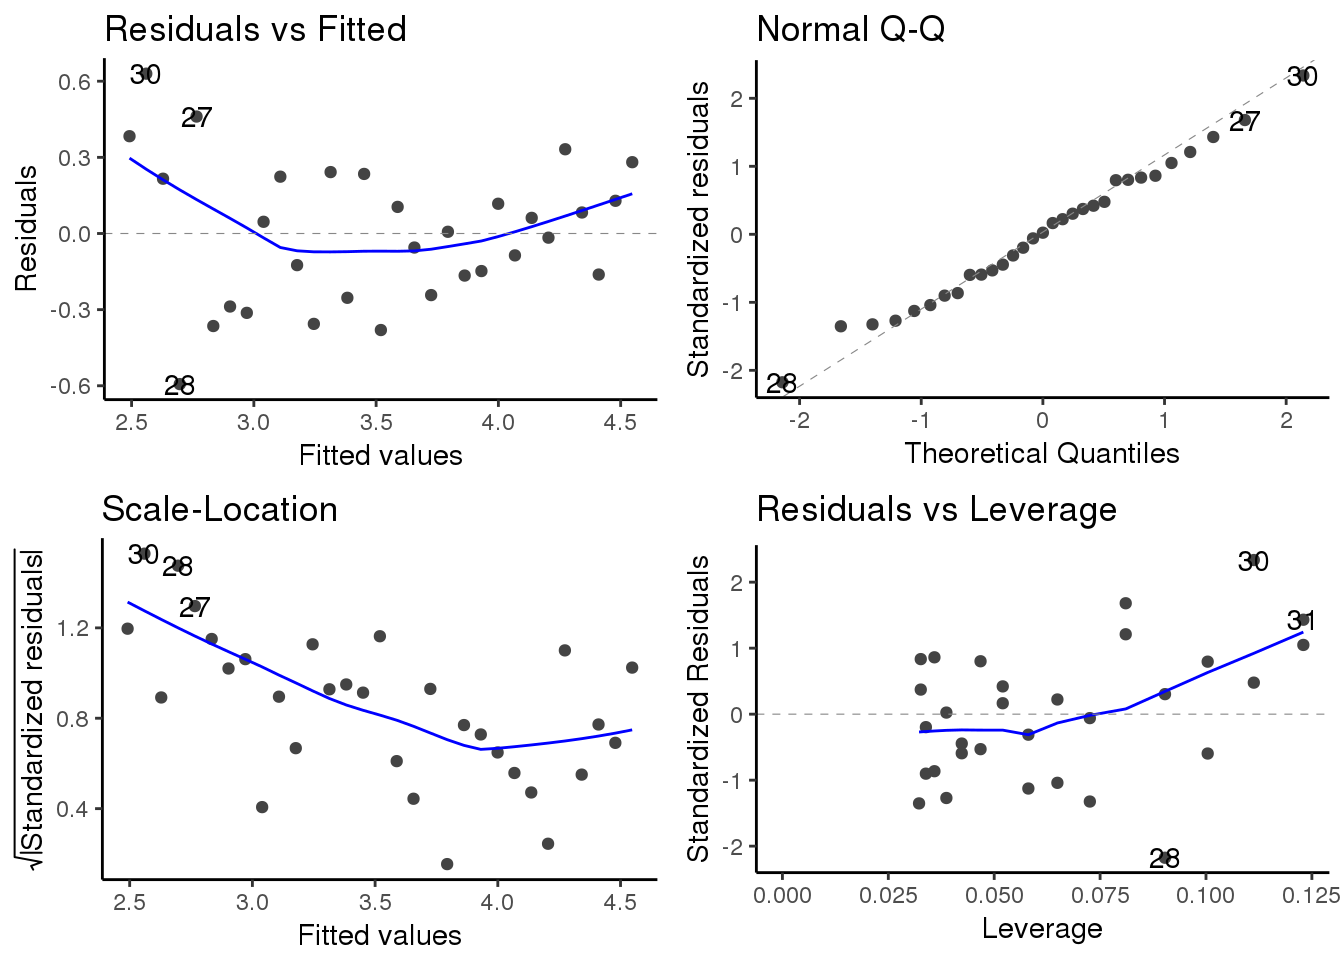 Residuals vs Fitted
Residuals
0.6
0.3
0.0
-0.3
-0.6
30
27
28
2.5 3.0 3.5 4.0 4.5
Fitted values
Normal Q-Q
Standardized residuals
2
1
0
-1
-2
30
27
28
-2 -1 0 1 2
Theoretical Quantiles
Scale-Location
√|Standardized residuals|
1.2
0.8
0.4
30
28
27
2.5 3.0 3.5 4.0 4.5
Fitted values
Residuals vs Leverage
Standardized Residuals
2
1
0
-1
-2
30
31
28
0.000 0.025 0.050 0.075 0.100 0.125
Leverage